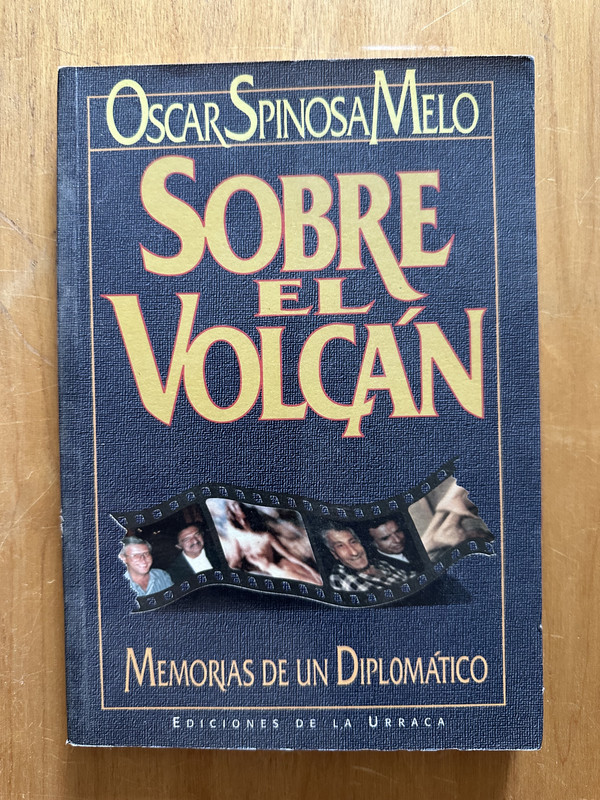 OSCAR SPINOSA MELO
SOBRE
EL
VOLCÁN
MEMORIAS DE UN DIPLOMÁTICO
EDICIONES DE LA URRACA